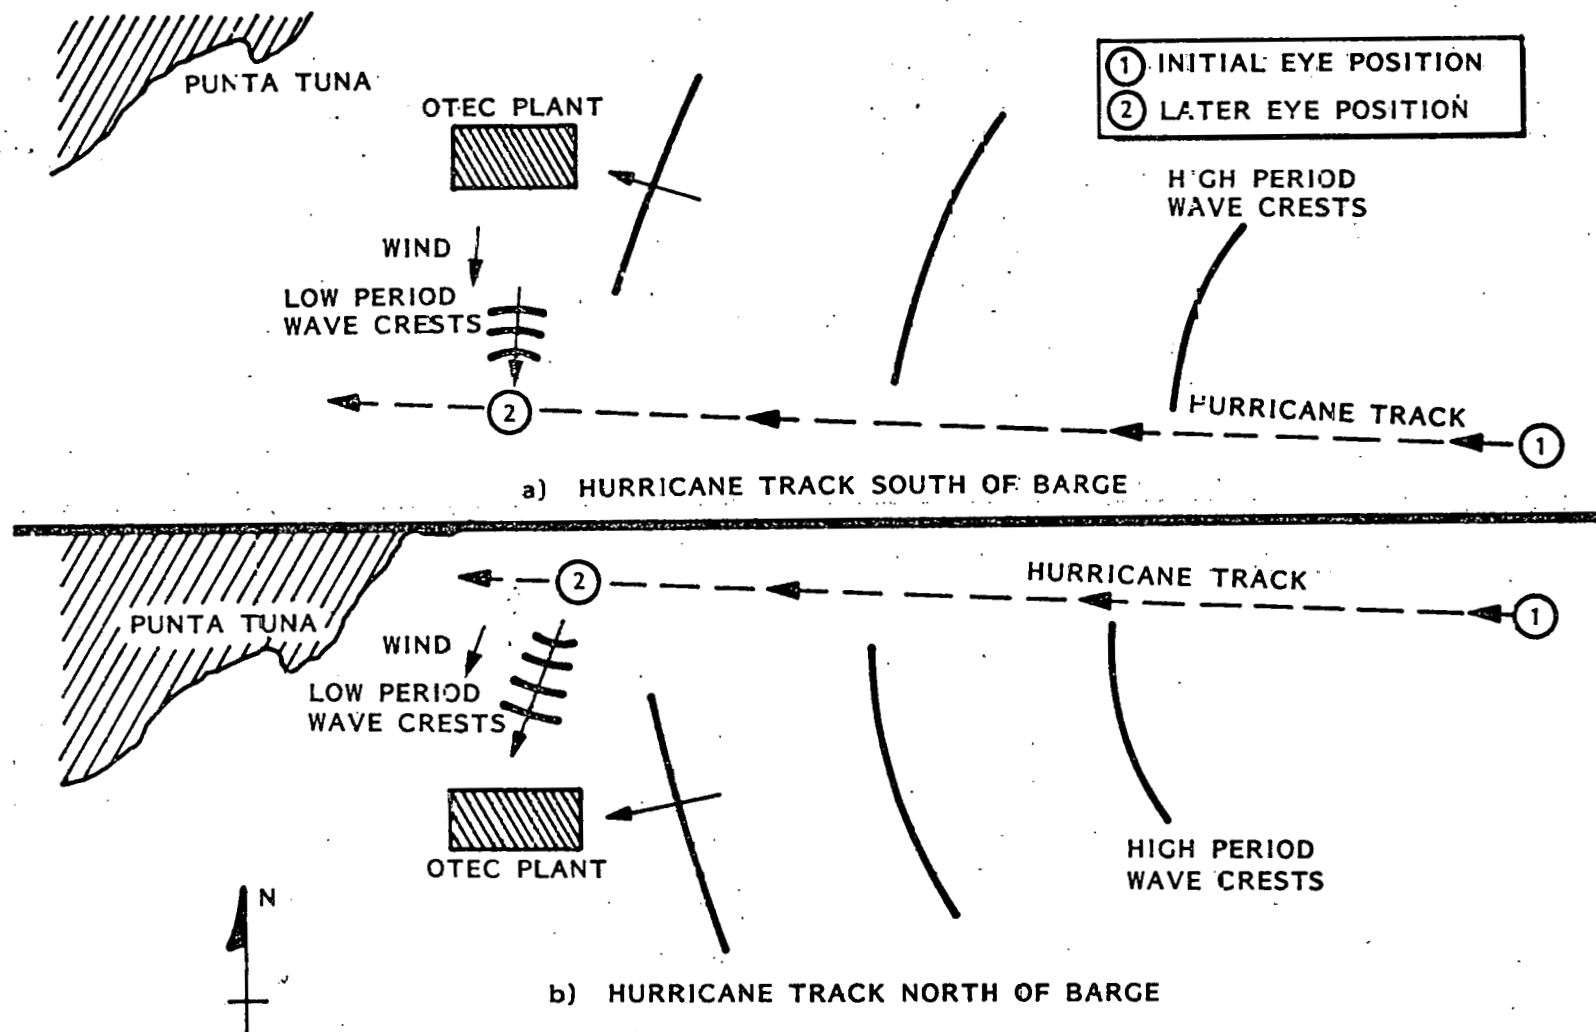 PUNTA TUNA
OTEC PLANT
1 INITIAL EYE POSITION
2 LATER EYE POSITION
HIGH PERIOD
WAVE CRESTS
WIND
LOW PERIOD
WAVE CRESTS
2
HURRICANE TRACK
1
a) HURRICANE TRACK SOUTH OF BARGE
2
HURRICANE TRACK
1
PUNTA TUNA
WIND
LOW PERIOD
WAVE CRESTS
OTEC PLANT
HIGH PERIOD
WAVE CRESTS
N
b) HURRICANE TRACK NORTH OF BARGE